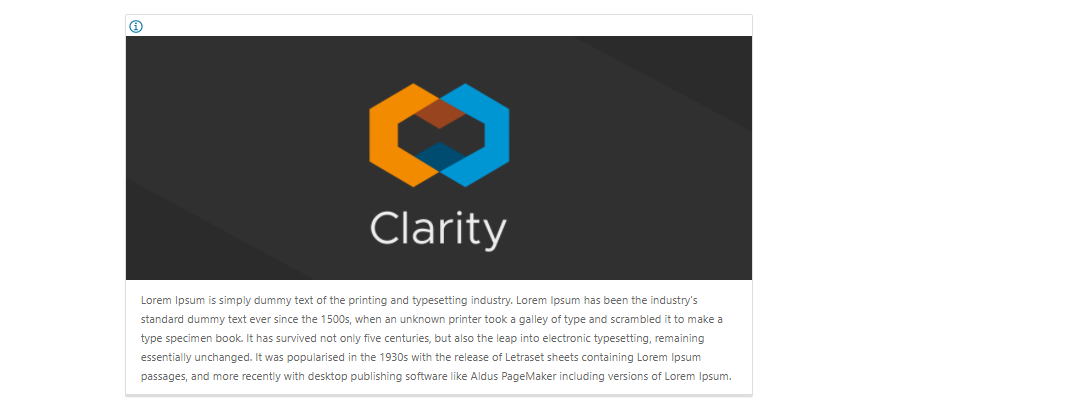 Clarity
Lorem Ipsum is simply dummy text of the printing and typesetting industry. Lorem Ipsum has been the industry's
standard dummy text ever since the 1500s, when an unknown printer took a galley of type and scrambled it to make a
type specimen book. It has survived not only five centuries, but also the leap into electronic typesetting, remaining
essentially unchanged. It was popularised in the 1930s with the release of Letraset sheets containing Lorem Ipsum
passages, and more recently with desktop publishing software like Aldus PageMaker including versions of Lorem Ipsum.